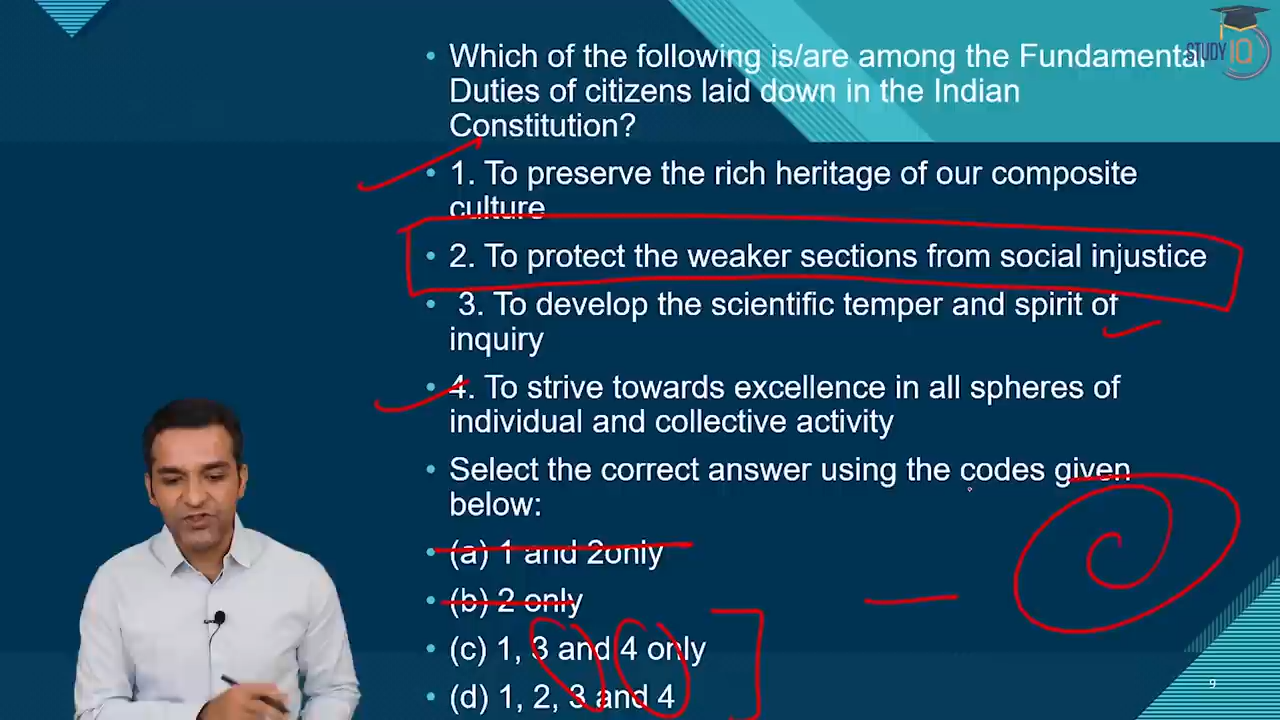 STUDY IQ
Which of the following is/are among the Fundamental
Duties of citizens laid down in the Indian
Constitution?
1. To preserve the rich heritage of our composite
culture
2. To protect the weaker sections from social injustice
3. To develop the scientific temper and spirit of
inquiry
4. To strive towards excellence in all spheres of
individual and collective activity
Select the correct answer using the codes given
below:
(a) 1 and 2only
(b) 2 only
(c) 1, 3 and 4 only
(d) 1, 2, 3 and 4
9